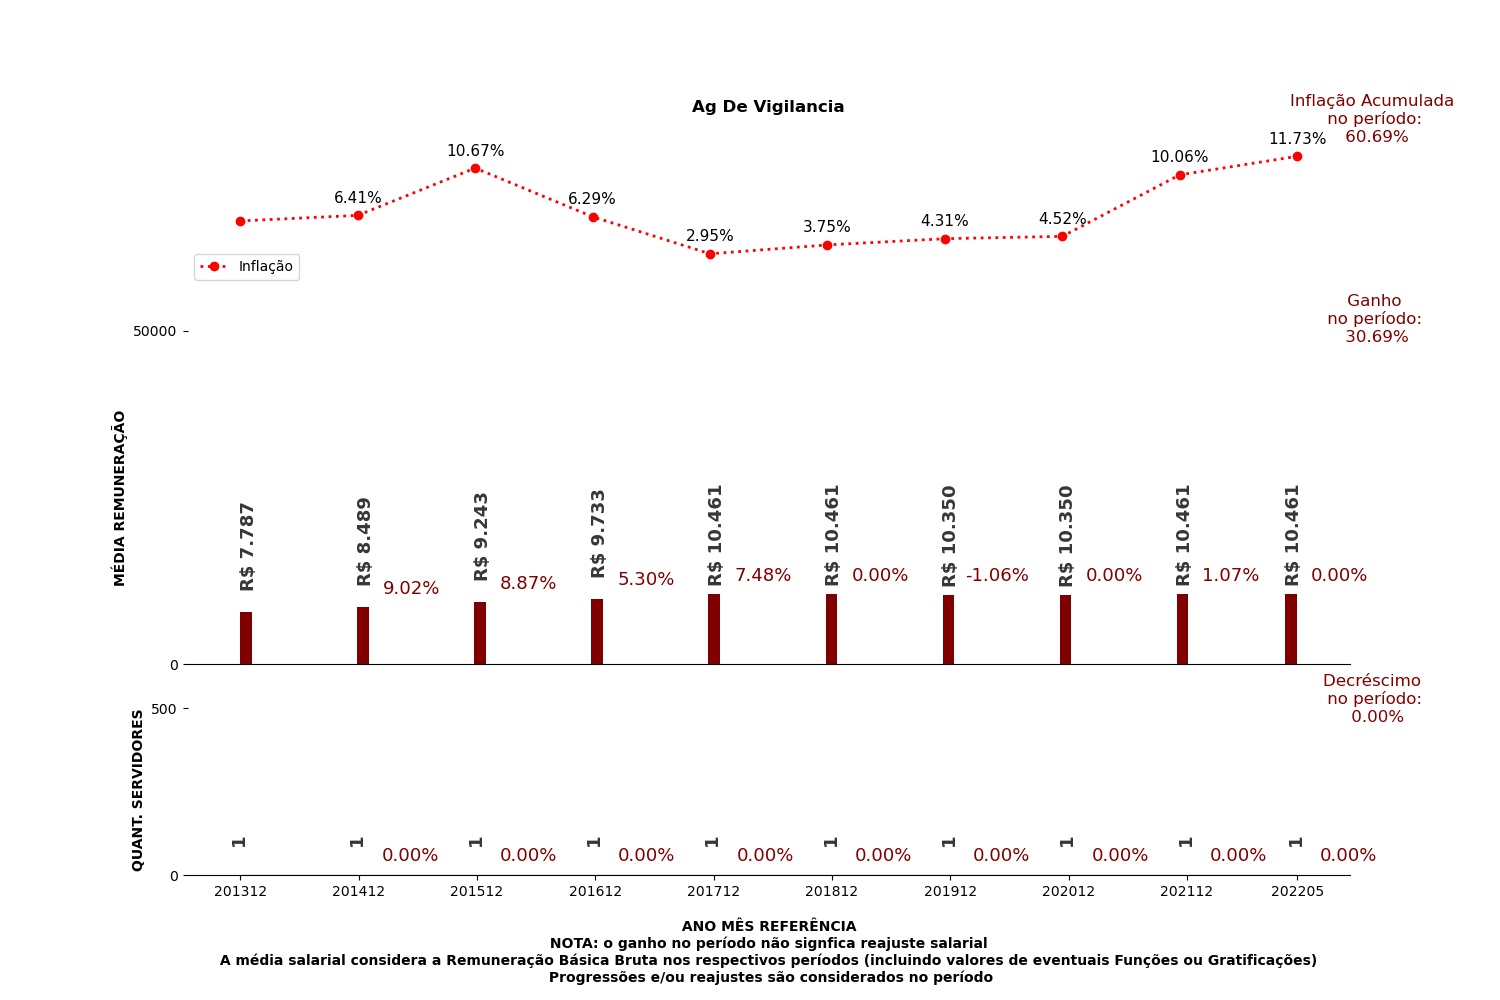 Ag De Vigilancia
Inflação Acumulada
no período:
60.69%
6.41%
10.67%
6.29%
2.95%
3.75%
4.31%
4.52%
10.06%
11.73%
Inflação
Ganho
no período:
30.69%
50000
0
MÉDIA REMUNERAÇÃO
R$ 7.787
R$ 8.489
R$ 9.243
R$ 9.733
R$ 10.461
R$ 10.461
R$ 10.350
R$ 10.350
R$ 10.461
R$ 10.461
9.02%
8.87%
5.30%
7.48%
0.00%
-1.06%
0.00%
1.07%
0.00%
Decréscimo
no período:
0.00%
500
0
QUANT. SERVIDORES
1
1
1
1
1
1
1
1
1
1
0.00%
0.00%
0.00%
0.00%
0.00%
0.00%
0.00%
0.00%
0.00%
201312
201412
201512
201612
201712
201812
201912
202012
202112
202205
ANO MÊS REFERÊNCIA
NOTA: o ganho no período não signfica reajuste salarial
A média salarial considera a Remuneração Básica Bruta nos respectivos períodos (incluindo valores de eventuais Funções ou Gratificações)
Progressões e/ou reajustes são considerados no período